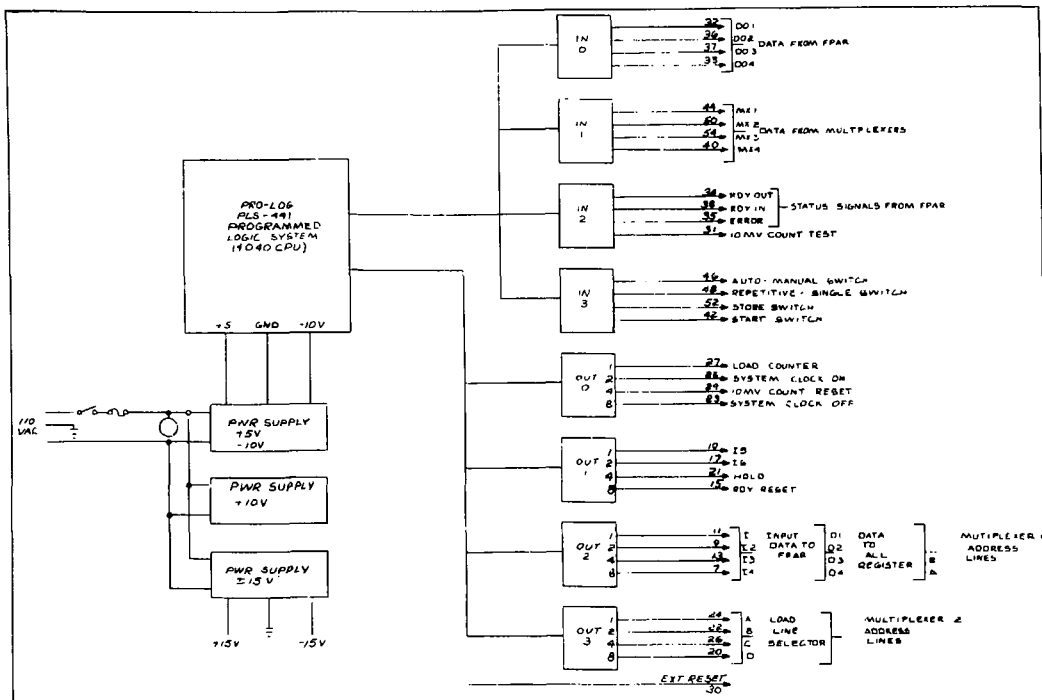 PRO-LOG
PLS-441
PROGRAMMED
LOGIC SYSTEM
(4040 CPU)
+5 GND -10V
110
VAC
PWR SUPPLY
+5V
-10V
PWR SUPPLY
+10V
PWR SUPPLY
±15V
+15V -15V
IN
0
32 DO1
36 DO2
37 DO3
33 DO4
DATA FROM FPAR
IN
1
44 MX1
50 MX2
54 MX3
40 MX4
DATA FROM MULTPLEXERS
IN
2
34 RDY OUT
38 RDY IN
35 ERROR
31 10MV COUNT TEST
STATUS SIGNALS FROM FPAR
IN
3
46 AUTO-MANUAL SWITCH
48 REPETITIVE-SINGLE SWITCH
52 STORE SWITCH
42 START SWITCH
OUT
0
1 27 LOAD COUNTER
2 SYSTEM CLOCK ON
4 29 10MV COUNT RESET
8 23 SYSTEM CLOCK OFF
OUT
1
1 19 I5
2 17 I6
4 21 HOLD
8 15 RDY RESET
OUT
2
1 11 I INPUT D1 DATA MUTIPLEXER
2 9 I2 DATA TO D2 TO ADDRESS
4 13 I3 FPAR D3 ALL B LINES
8 7 I4 D4 REGISTER A
OUT
3
1 24 A LOAD MULTIPLEXER 2
2 22 B LINE ADDRESS
4 26 C SELECTOR LINES
8 20 D
EXT RESET
30